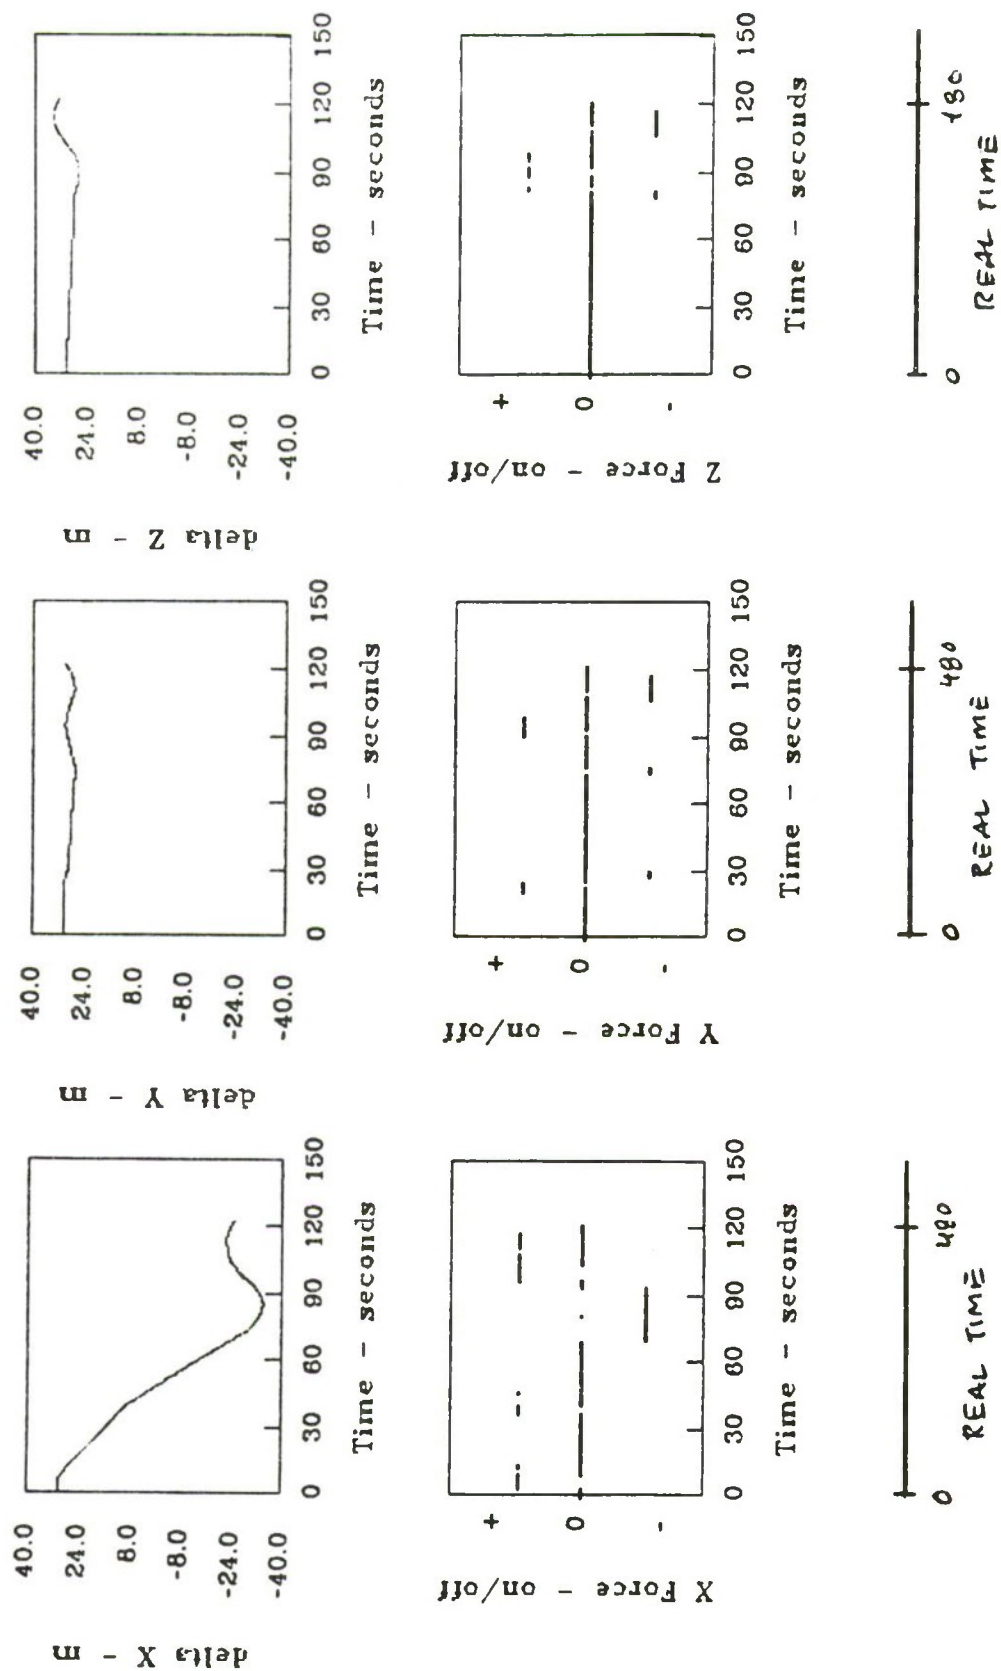 delta X - m
40.0
24.0
8.0
-8.0
-24.0
-40.0
0 30 60 90 120 150
Time - seconds
delta Y - m
40.0
24.0
8.0
-8.0
-24.0
-40.0
0 30 60 90 120 150
Time - seconds
delta Z - m
40.0
24.0
8.0
-8.0
-24.0
-40.0
0 30 60 90 120 150
Time - seconds
X Force - on/off
+
0
-
0 30 60 90 120 150
Time - seconds
Y Force - on/off
+
0
-
0 30 60 90 120 150
Time - seconds
Z Force - on/off
+
0
-
0 30 60 90 120 150
Time - seconds
0 480
REAL TIME
0 480
REAL TIME
0 480
REAL TIME